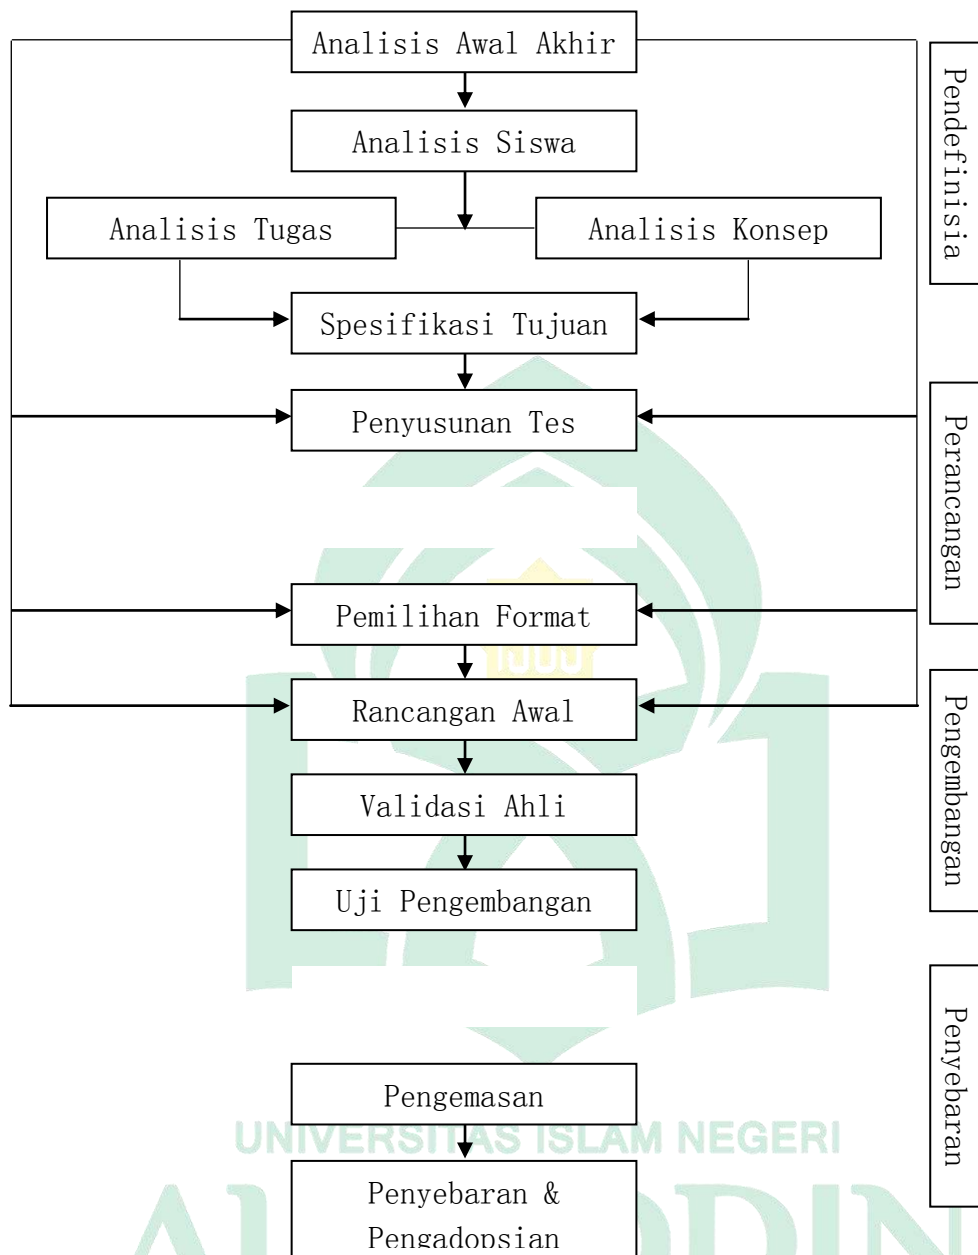 Analisis Awal Akhir
Analisis Siswa
Analisis Tugas
Analisis Konsep
Spesifikasi Tujuan
Penyusunan Tes
Pemilihan Format
Rancangan Awal
Validasi Ahli
Uji Pengembangan
Pengemasan
Penyebaran &
Pengadopsian
Pendefinisia
Perancangan
Pengembangan
Penyebaran
UNIVERSITAS ISLAM NEGERI